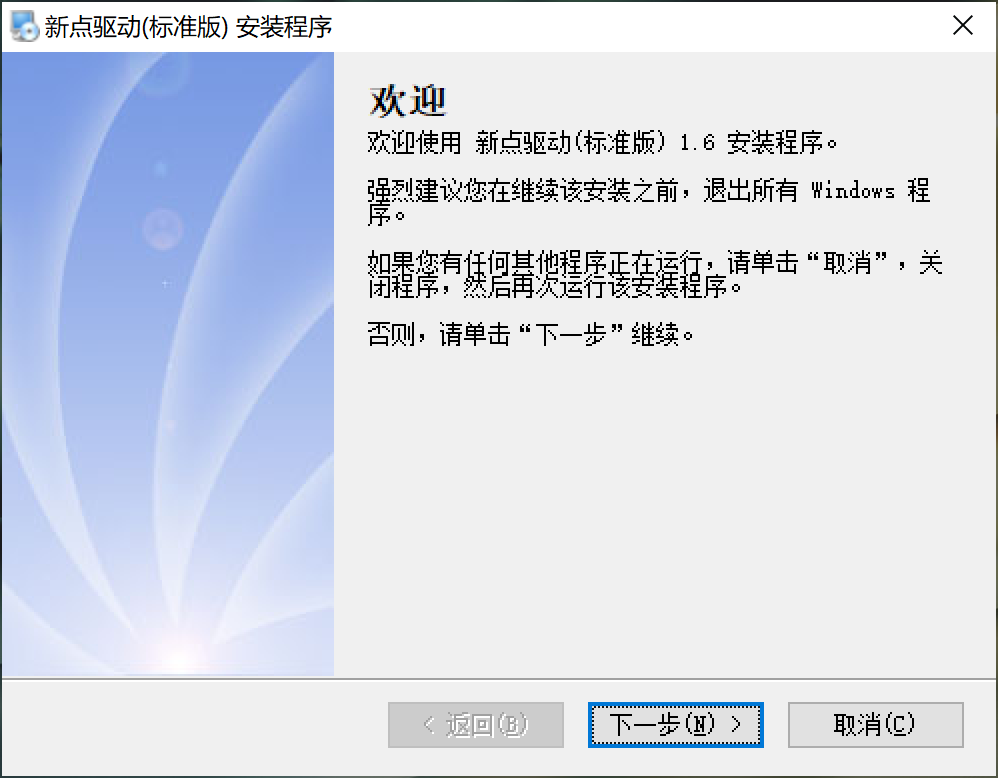 新点驱动(标准版) 安装程序
欢迎
欢迎使用 新点驱动(标准版) 1.6 安装程序。
强烈建议您在继续该安装之前，退出所有 Windows 程
序。
如果您有任何其他程序正在运行，请单击“取消”，关
闭程序，然后再次运行该安装程序。
否则，请单击“下一步”继续。
< 返回(B)
下一步(N) >
取消(C)